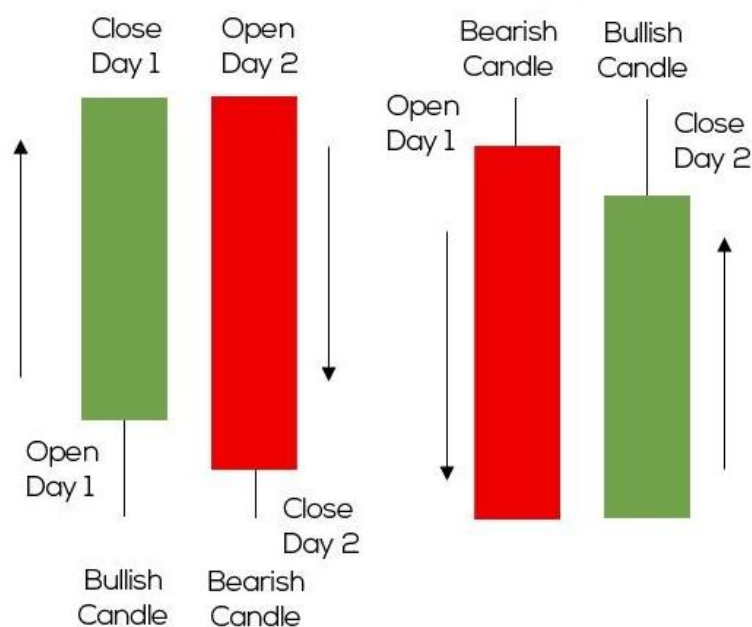 Close
Day 1
Open
Day 2
Open
Day 1
Close
Day 2
Bullish
Candle
Bearish
Candle
Bearish
Candle
Bullish
Candle
Open
Day 1
Close
Day 2